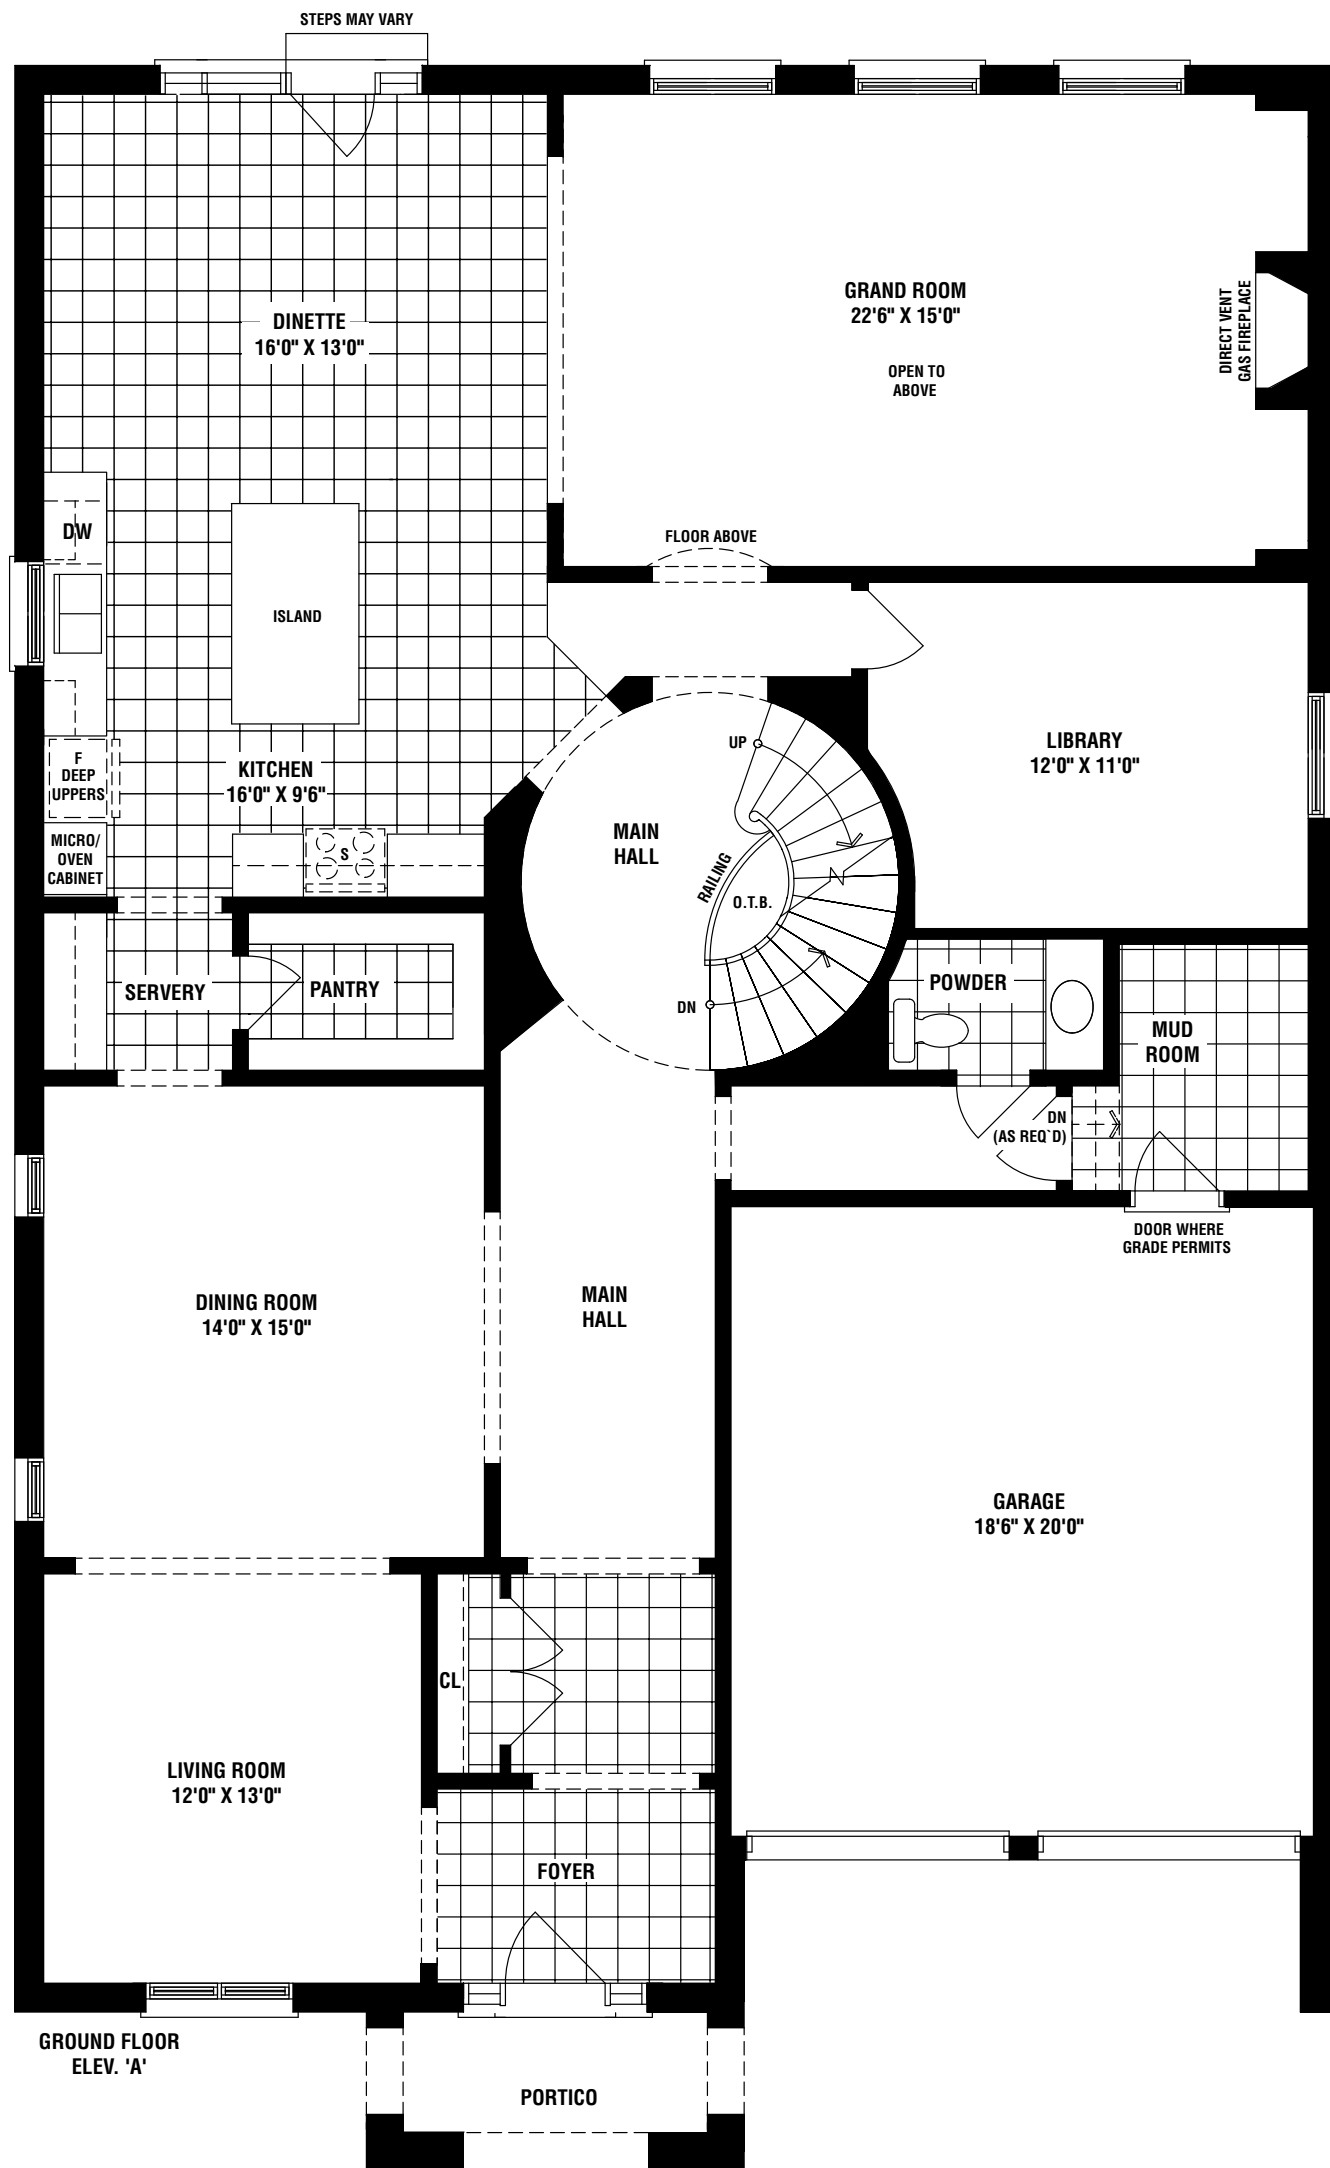 STEPS MAY VARY
GRAND ROOM
22'6" X 15'0"
OPEN TO
ABOVE
DIRECT VENT
GAS FIREPLACE
DINETTE
16'0" X 13'0"
DW
FLOOR ABOVE
ISLAND
F
DEEP
UPPERS
KITCHEN
16'0" X 9'6"
MICRO/
OVEN
CABINET
S
UP
MAIN
HALL
RAILING
O.T.B.
DN
LIBRARY
12'0" X 11'0"
SERVERY
PANTRY
POWDER
MUD
ROOM
DN
(AS REQ`D)
DOOR WHERE
GRADE PERMITS
DINING ROOM
14'0" X 15'0"
MAIN
HALL
GARAGE
18'6" X 20'0"
CL
LIVING ROOM
12'0" X 13'0"
FOYER
GROUND FLOOR
ELEV. 'A'
PORTICO